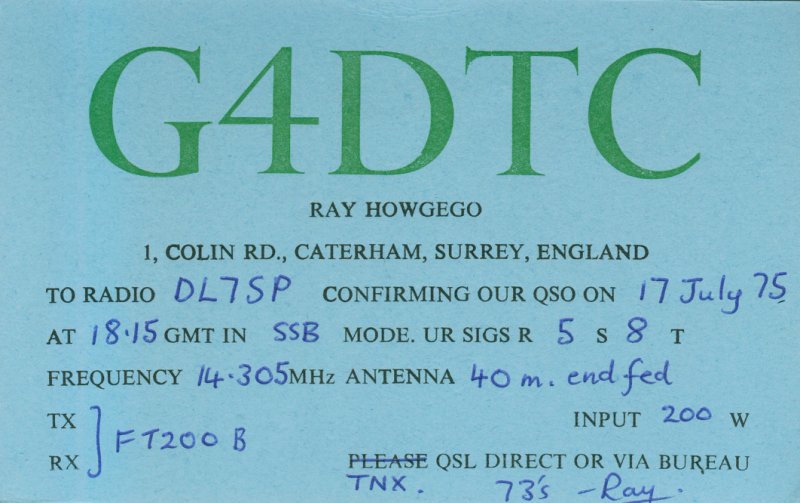 G4DTC
RAY HOWGEGO
1, COLIN RD., CATERHAM, SURREY, ENGLAND
TO RADIO DL7SP CONFIRMING OUR QSO ON 17 July 75
AT 18·15 GMT IN SSB MODE. UR SIGS R 5 S 8 T
FREQUENCY 14·305 MHz ANTENNA 40 m. end fed
TX INPUT 200 W
FT200B
RX PLEASE QSL DIRECT OR VIA BUREAU
TNX. 73's - Ray.